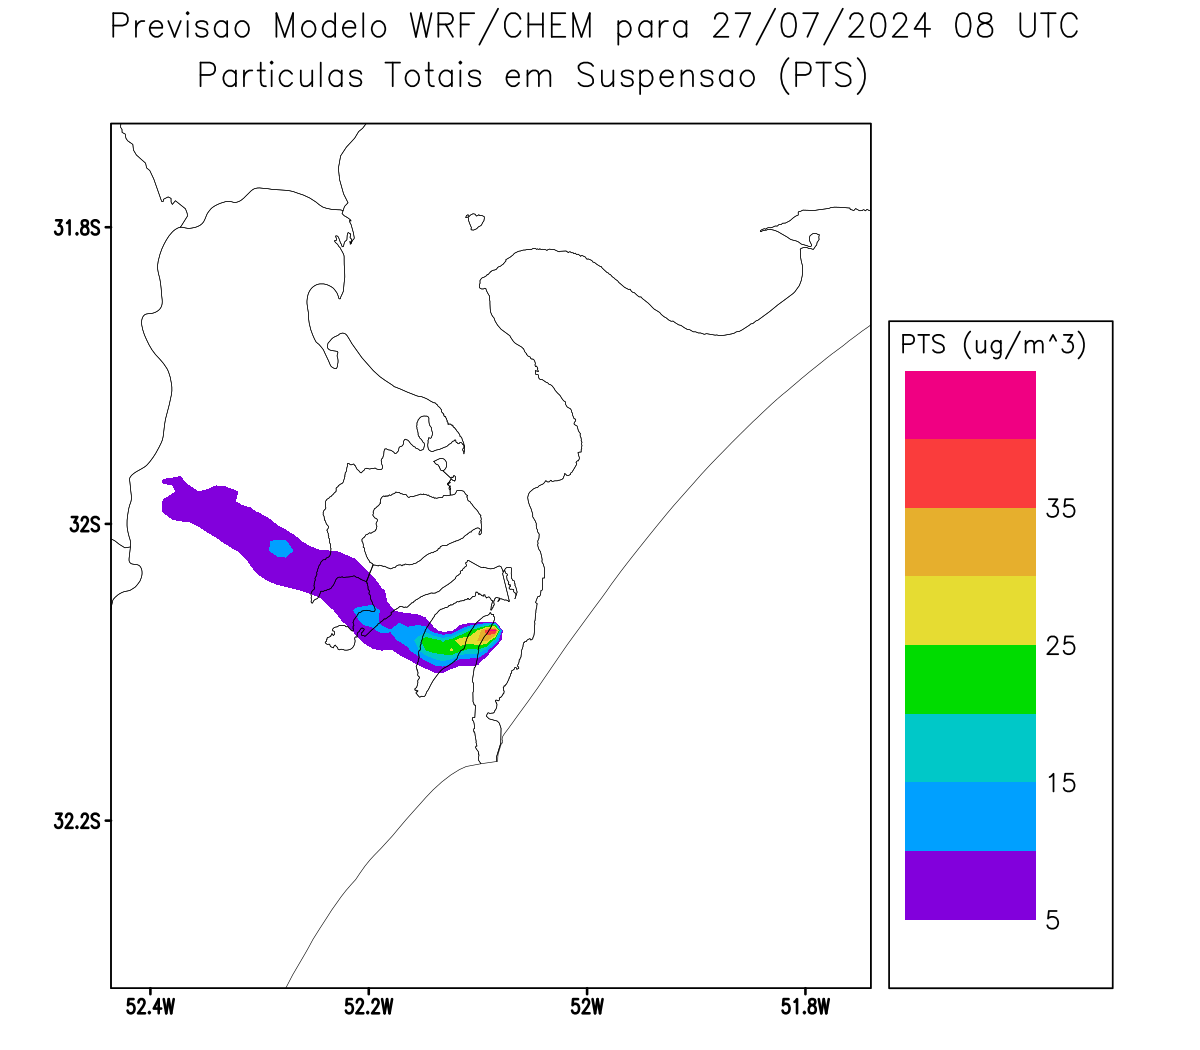 Previsao Modelo WRF/CHEM para 27/07/2024 08 UTC
Particulas Totais em Suspensao (PTS)
31.8S
32S
32.2S
52.4W
52.2W
52W
51.8W
PTS (ug/m^3)
35
25
15
5